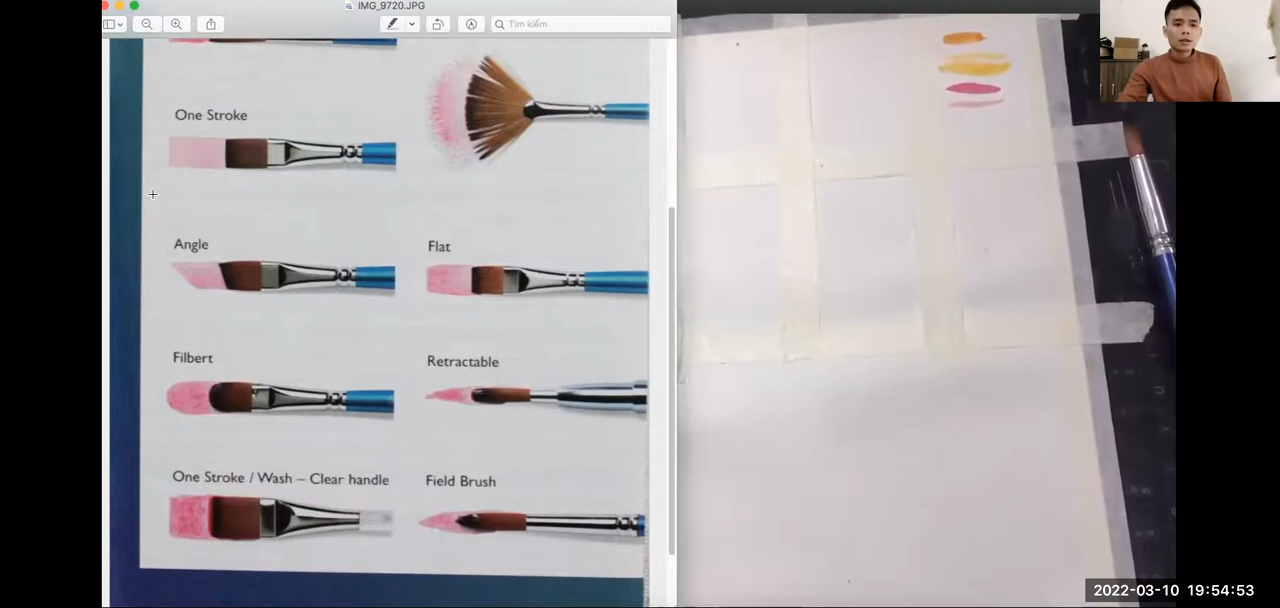 IMG_9720.JPG
Tìm kiếm
One Stroke
Angle
Flat
Filbert
Retractable
One Stroke / Wash – Clear handle
Field Brush
2022-03-10 19:54:53